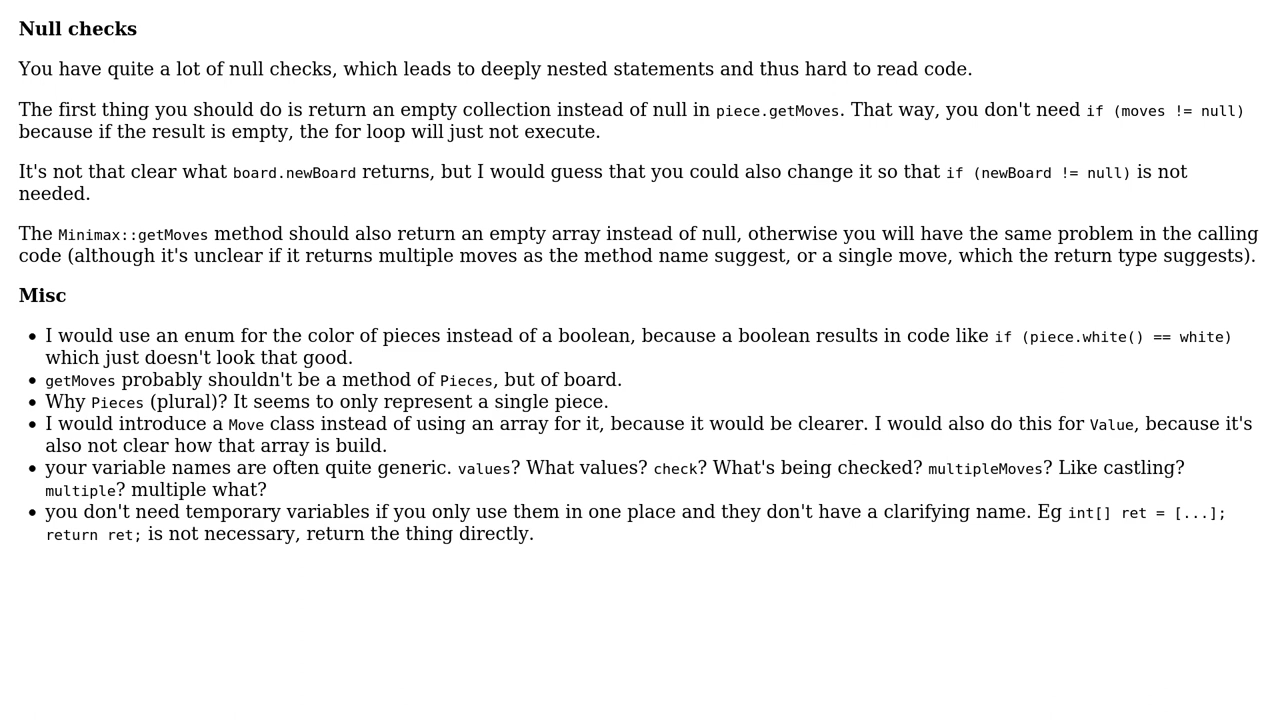 Null checks
You have quite a lot of null checks, which leads to deeply nested statements and thus hard to read code.
The first thing you should do is return an empty collection instead of null in piece.getMoves. That way, you don't need if (moves != null)
because if the result is empty, the for loop will just not execute.
It's not that clear what board.newBoard returns, but I would guess that you could also change it so that if (newBoard != null) is not
needed.
The Minimax::getMoves method should also return an empty array instead of null, otherwise you will have the same problem in the calling
code (although it's unclear if it returns multiple moves as the method name suggest, or a single move, which the return type suggests).
Misc
• I would use an enum for the color of pieces instead of a boolean, because a boolean results in code like if (piece.white() == white)
which just doesn't look that good.
• getMoves probably shouldn't be a method of Pieces, but of board.
• Why Pieces (plural)? It seems to only represent a single piece.
• I would introduce a Move class instead of using an array for it, because it would be clearer. I would also do this for Value, because it's
also not clear how that array is build.
• your variable names are often quite generic. values? What values? check? What's being checked? multipleMoves? Like castling?
multiple? multiple what?
• you don't need temporary variables if you only use them in one place and they don't have a clarifying name. Eg int[] ret = [...];
return ret; is not necessary, return the thing directly.